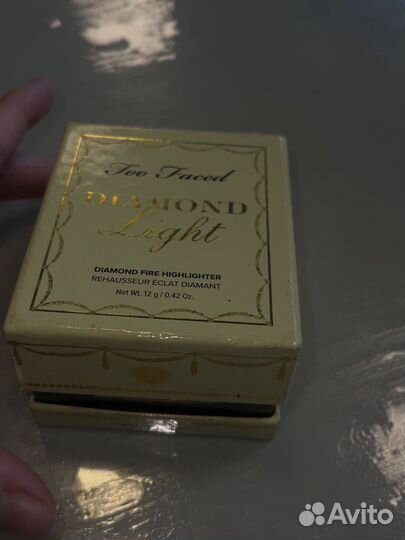 Too Faced
DIAMOND
Light
DIAMOND FIRE HIGHLIGHTER
REHAUSSEUR ÉCLAT DIAMANT
Net Wt. 12 g / 0.42 Oz.
Avito